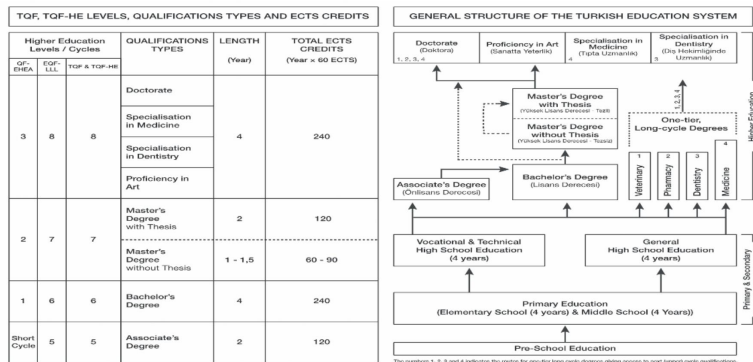 TQF, TQF-HE LEVELS, QUALIFICATIONS TYPES AND ECTS CREDITS
Higher Education
Levels / Cycles
QUALIFICATIONS
TYPES
LENGTH
(Year)
TOTAL ECTS
CREDITS
(Year x 60 ECTS)
QF-
EHEA
EQF-
LLL
TQF & TQF-HE
3
8
8
Doctorate
Specialisation
in Medicine
Specialisation
in Dentistry
Proficiency in
Art
4
240
2
7
7
Master's
Degree
with Thesis
2
120
Master's
Degree
without Thesis
1 - 1,5
60 - 90
1
6
6
Bachelor's
Degree
4
240
Short
Cycle
5
5
Associate's
Degree
2
120
GENERAL STRUCTURE OF THE TURKISH EDUCATION SYSTEM
Doctorate
(Doktora)
1, 2, 3, 4
Proficiency in Art
(Sanatta Yeterlik)
Specialisation in
Medicine
(Tıpta Uzmanlık)
4
Specialisation in
Dentistry
(Diş Hekimliğinde
Uzmanlık)
3
Master's Degree
with Thesis
(Yüksek Lisans Derecesi - Tezli)
Master's Degree
without Thesis
(Yüksek Lisans Derecesi - Tezsiz)
1, 2, 3, 4
One-tier,
Long-cycle Degrees
Associate's Degree
(Önlisans Derecesi)
Bachelor's Degree
(Lisans Derecesi)
1
Veterinary
2
Pharmacy
3
Dentistry
4
Medicine
Higher Education
Vocational & Technical
High School Education
(4 years)
General
High School Education
(4 years)
Primary Education
(Elementary School (4 years) & Middle School (4 Years))
Primary & Secondary
Pre-School Education